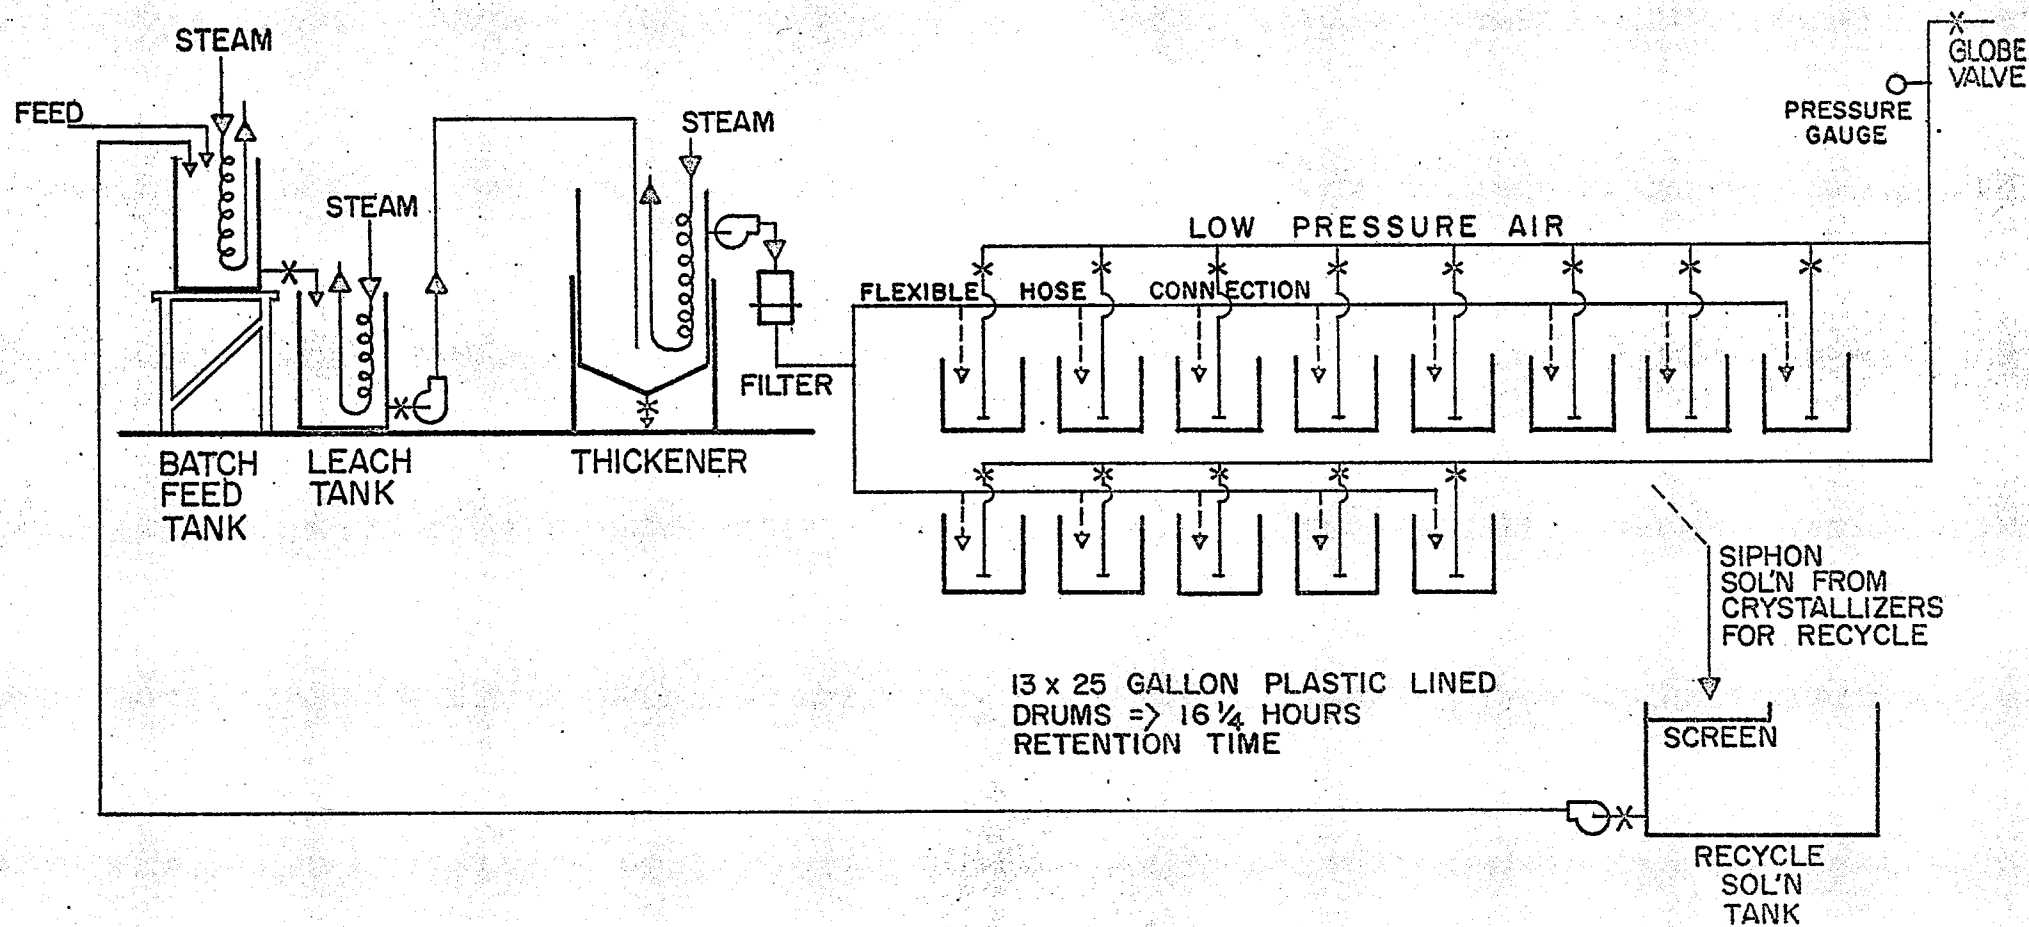 STEAM
FEED
STEAM
STEAM
GLOBE
VALVE
PRESSURE
GAUGE
LOW PRESSURE AIR
FLEXIBLE HOSE CONNECTION
FILTER
BATCH
FEED
TANK
LEACH
TANK
THICKENER
SIPHON
SOL'N FROM
CRYSTALLIZERS
FOR RECYCLE
13 x 25 GALLON PLASTIC LINED
DRUMS => 16 1/4 HOURS
RETENTION TIME
SCREEN
RECYCLE
SOL'N
TANK